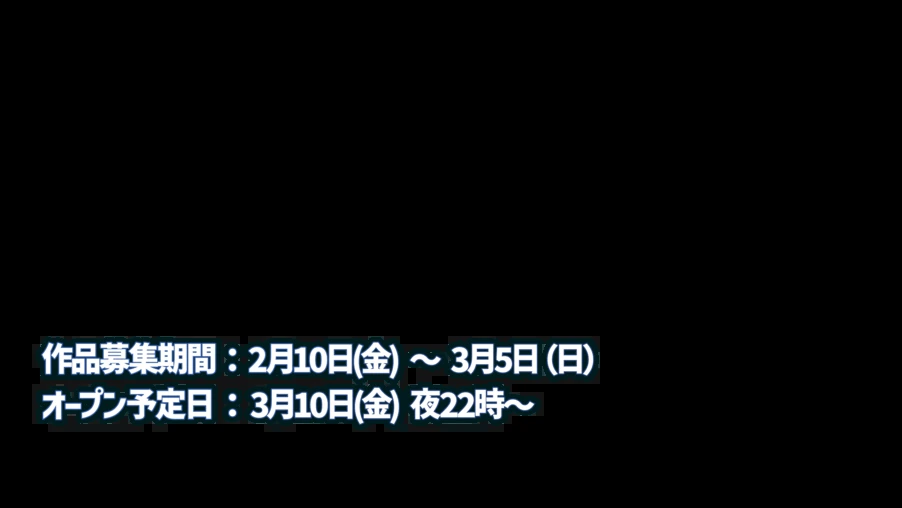 作品募集期間 : 2月10日(金) ～ 3月5日(日)
オープン予定日 : 3月10日(金) 夜22時～